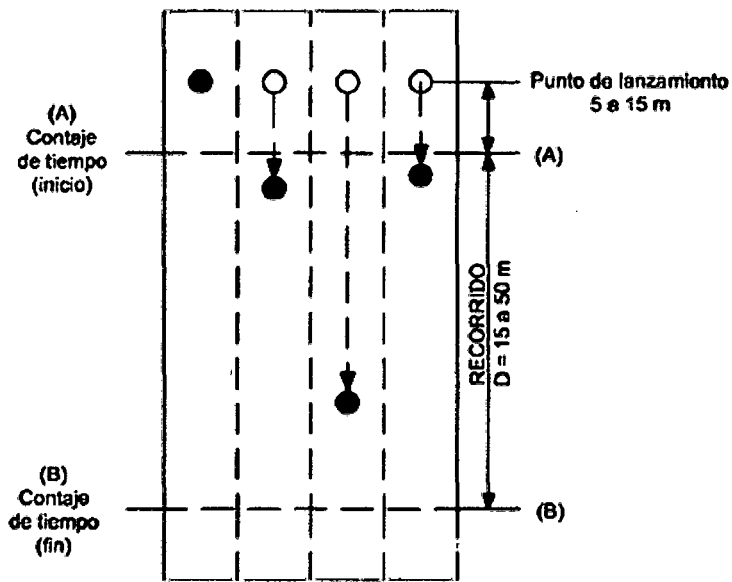 Punto de lanzamiento
5 a 15 m
(A)
Contaje
de tiempo
(inicio)
(A)
RECORRIDO
D = 15 a 50 m
(B)
Contaje
de tiempo
(fin)
(B)